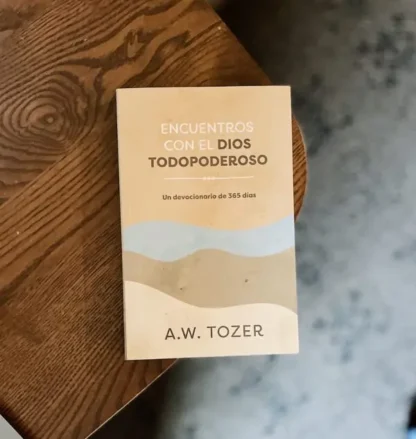 ENCUENTROS
CON EL DIOS
TODOPODEROSO
Un devocionario de 365 días
A.W. TOZER